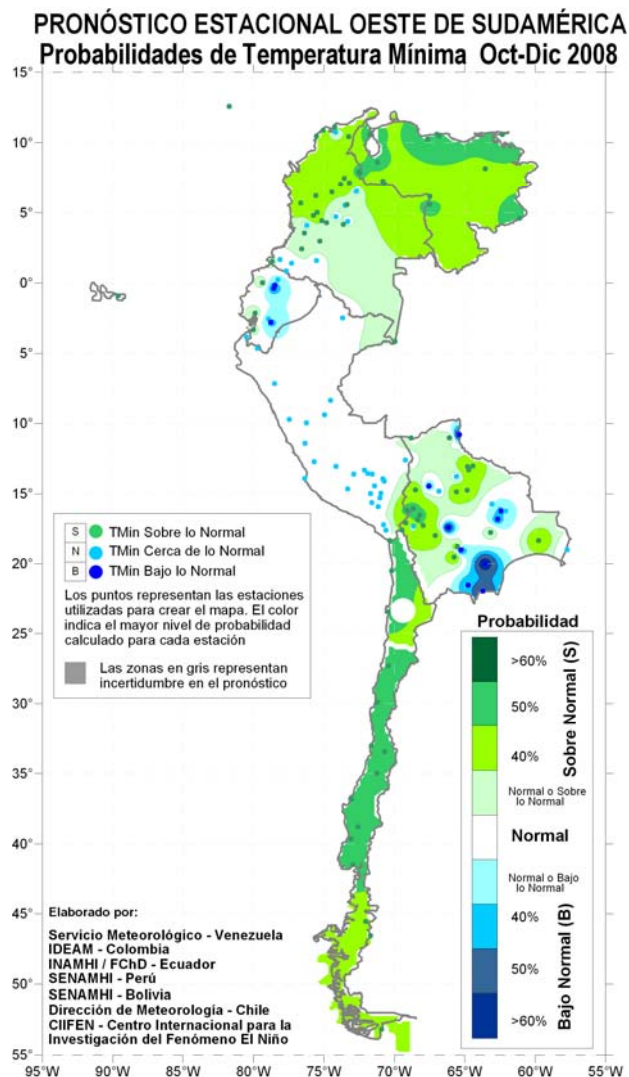 PRONÓSTICO ESTACIONAL OESTE DE SUDAMÉRICA
Probabilidades de Temperatura Mínima Oct-Dic 2008
15°
10°
5°
0°
5°
10°
15°
20°
25°
30°
35°
40°
45°
50°
55°
95°W
90°W
85°W
80°W
75°W
70°W
65°W
60°W
55°W
S TMin Sobre lo Normal
N TMin Cerca de lo Normal
B TMin Bajo lo Normal
Los puntos representan las estaciones
utilizadas para crear el mapa. El color
indica el mayor nivel de probabilidad
calculado para cada estación
Las zonas en gris representan
incertidumbre en el pronóstico
Probabilidad
>60%
50%
40%
Normal o Sobre
lo Normal
Normal
Normal o Bajo
lo Normal
40%
50%
>60%
Sobre Normal (S)
Bajo Normal (B)
Elaborado por:
Servicio Meteorológico - Venezuela
IDEAM - Colombia
INAMHI / FChD - Ecuador
SENAMHI - Perú
SENAMHI - Bolivia
Dirección de Meteorologia - Chile
CIIFEN - Centro Internacional para la
Investigación del Fenómeno El Niño